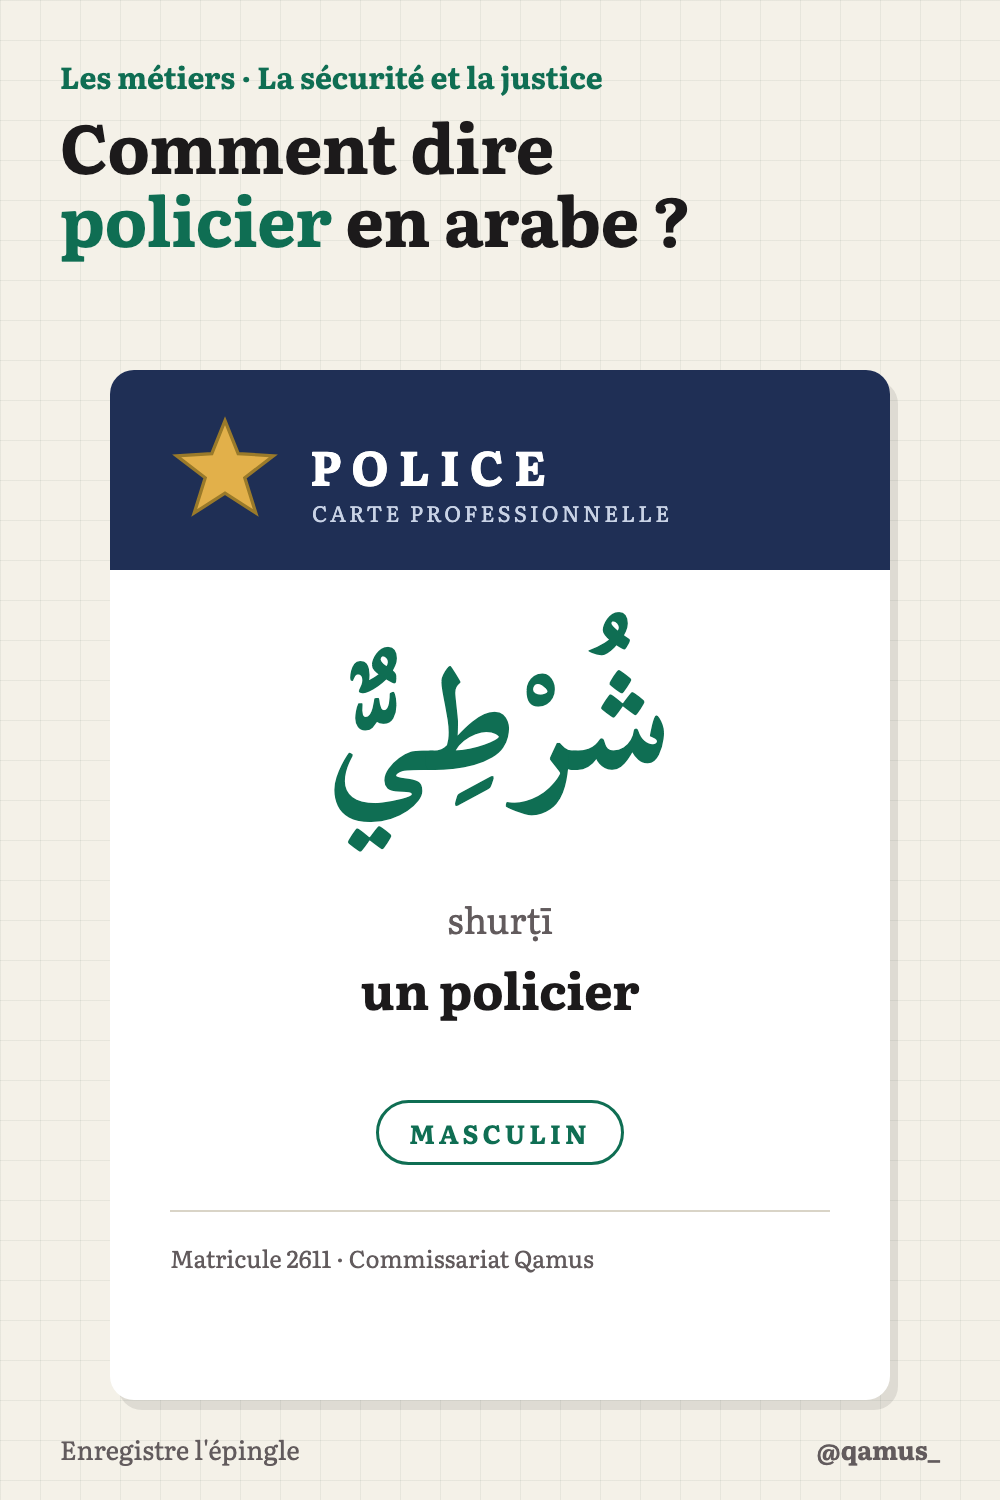 Les métiers · La sécurité et la justice
Comment dire
policier en arabe ?
POLICE
CARTE PROFESSIONNELLE
شُرْطِيٌّ
shurṭī
un policier
MASCULIN
Matricule 2611 · Commissariat Qamus
Enregistre l'épingle
@qamus_